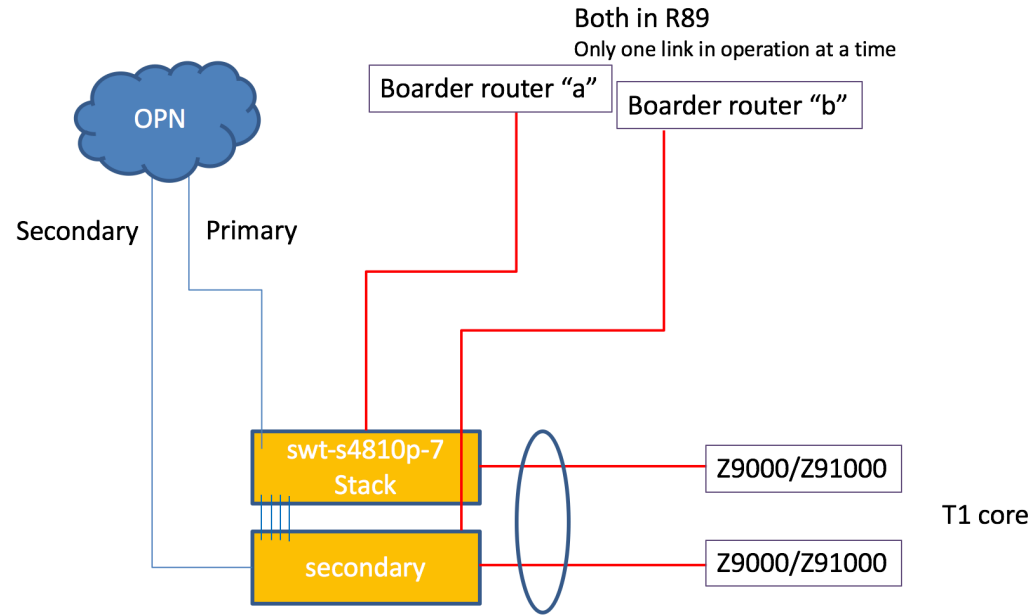 Both in R89
Only one link in operation at a time
Boarder router “a”
Boarder router “b”
OPN
Secondary
Primary
swt-s4810p-7
Stack
Z9000/Z91000
T1 core
secondary
Z9000/Z91000